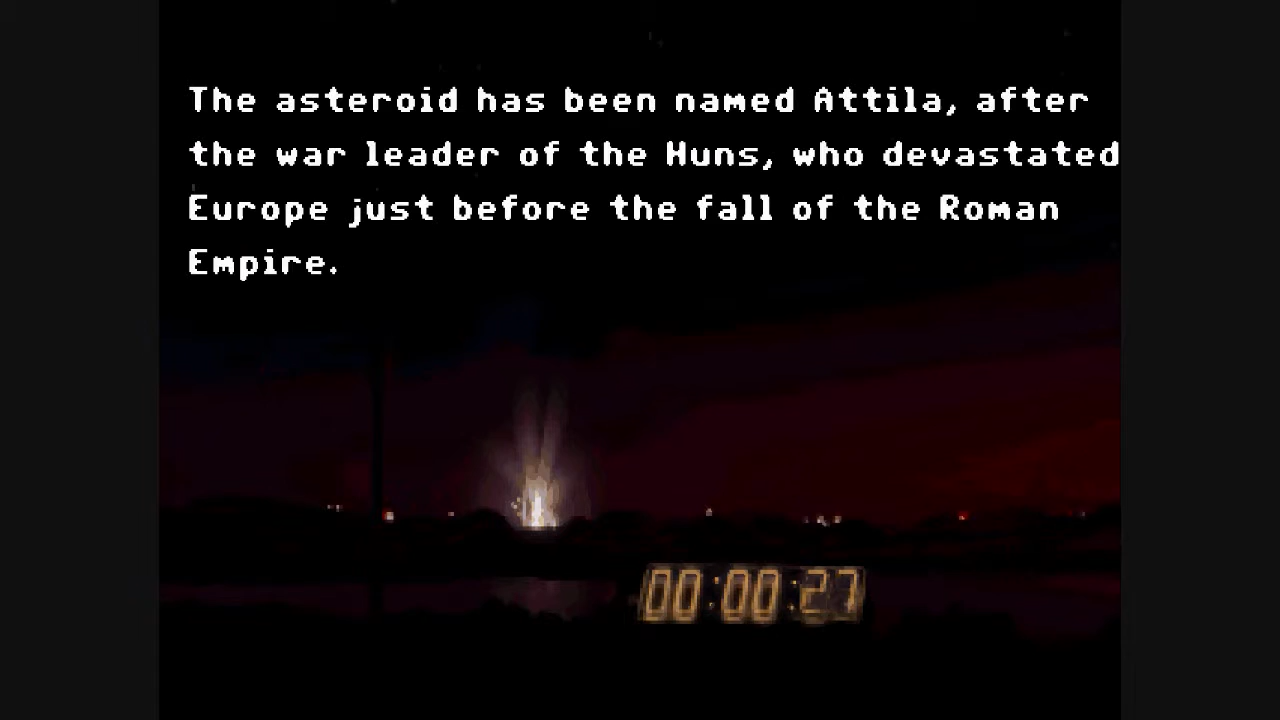 The asteroid has been named Attila, after
the war leader of the Huns, who devastated
Europe just before the fall of the Roman
Empire.
00:00:27